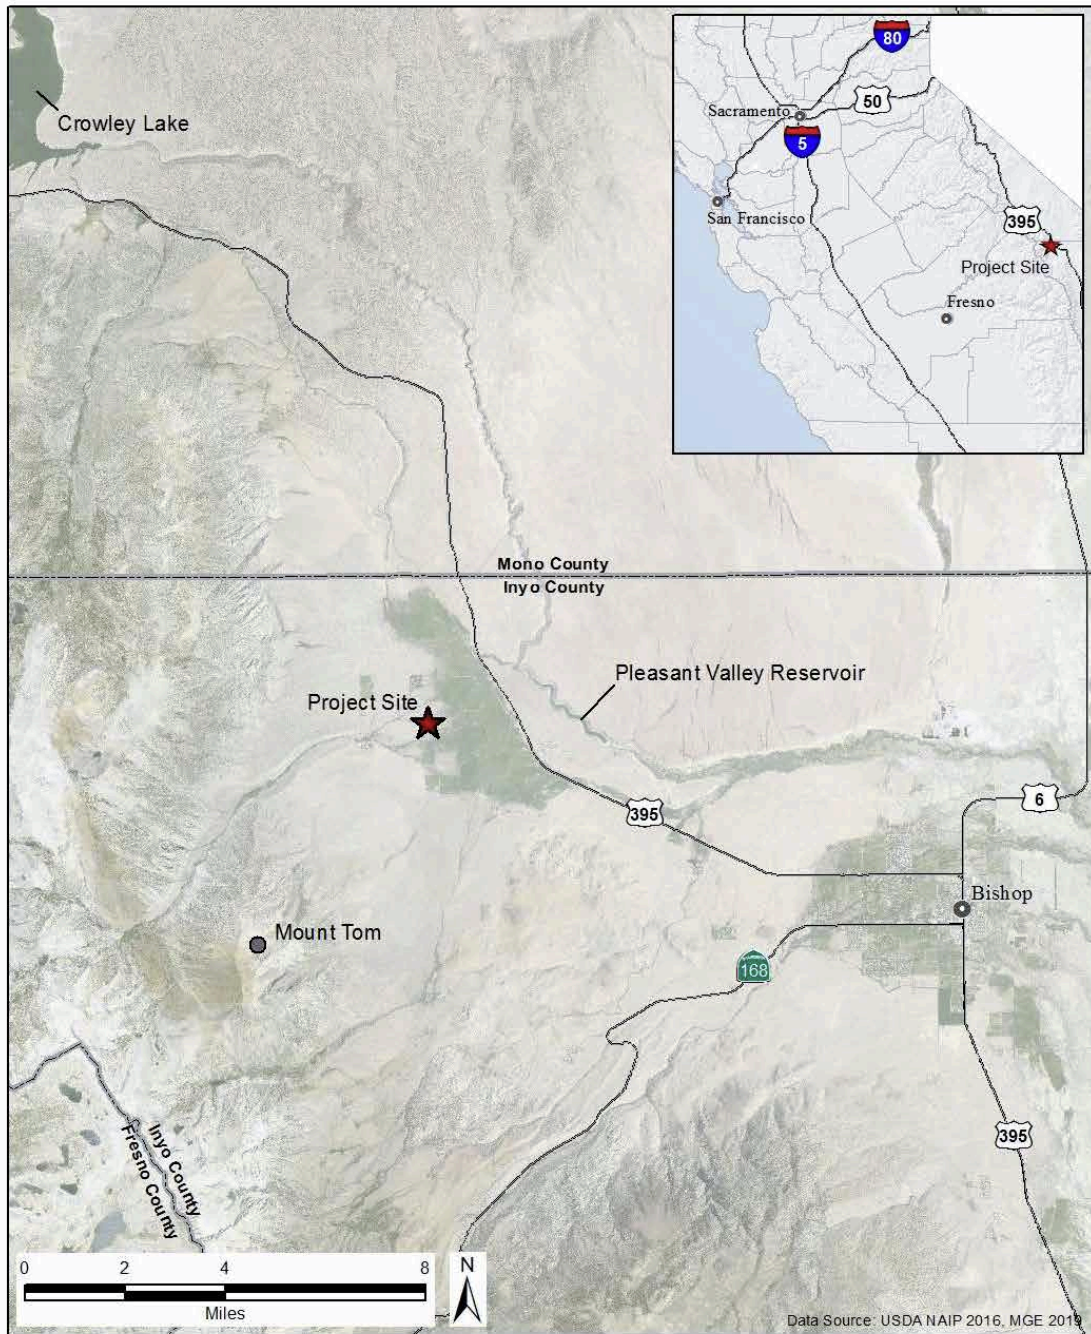 80
Sacramento
50
5
San Francisco
395
Project Site
Fresno
Crowley Lake
Mono County
Inyo County
Pleasant Valley Reservoir
Project Site
395
6
Bishop
Mount Tom
168
395
Inyo County
Fresno County
0 2 4 8
Miles
N
Data Source: USDA NAIP 2016, MGE 2019